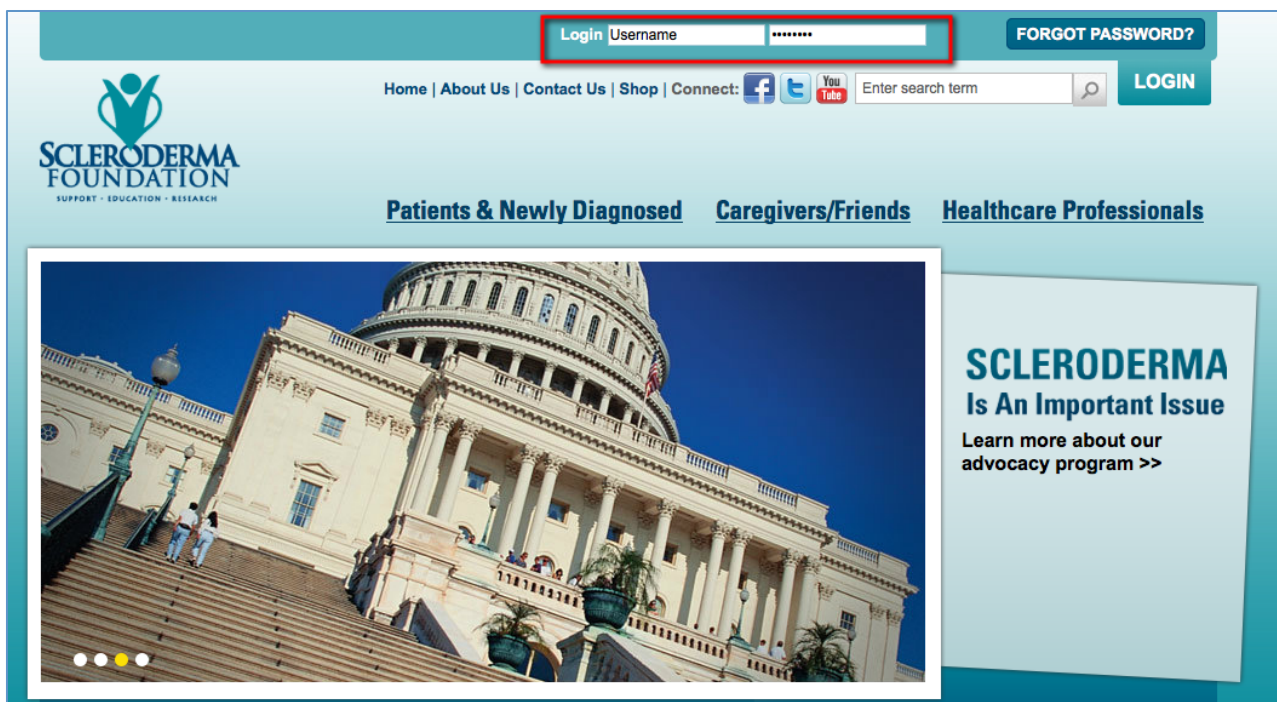 Login Username ••••••••
FORGOT PASSWORD?
Home | About Us | Contact Us | Shop | Connect: f t You Tube Enter search term
LOGIN
SCLERODERMA
FOUNDATION
SUPPORT · EDUCATION · RESEARCH
Patients & Newly Diagnosed Caregivers/Friends Healthcare Professionals
SCLERODERMA
Is An Important Issue
Learn more about our
advocacy program >>